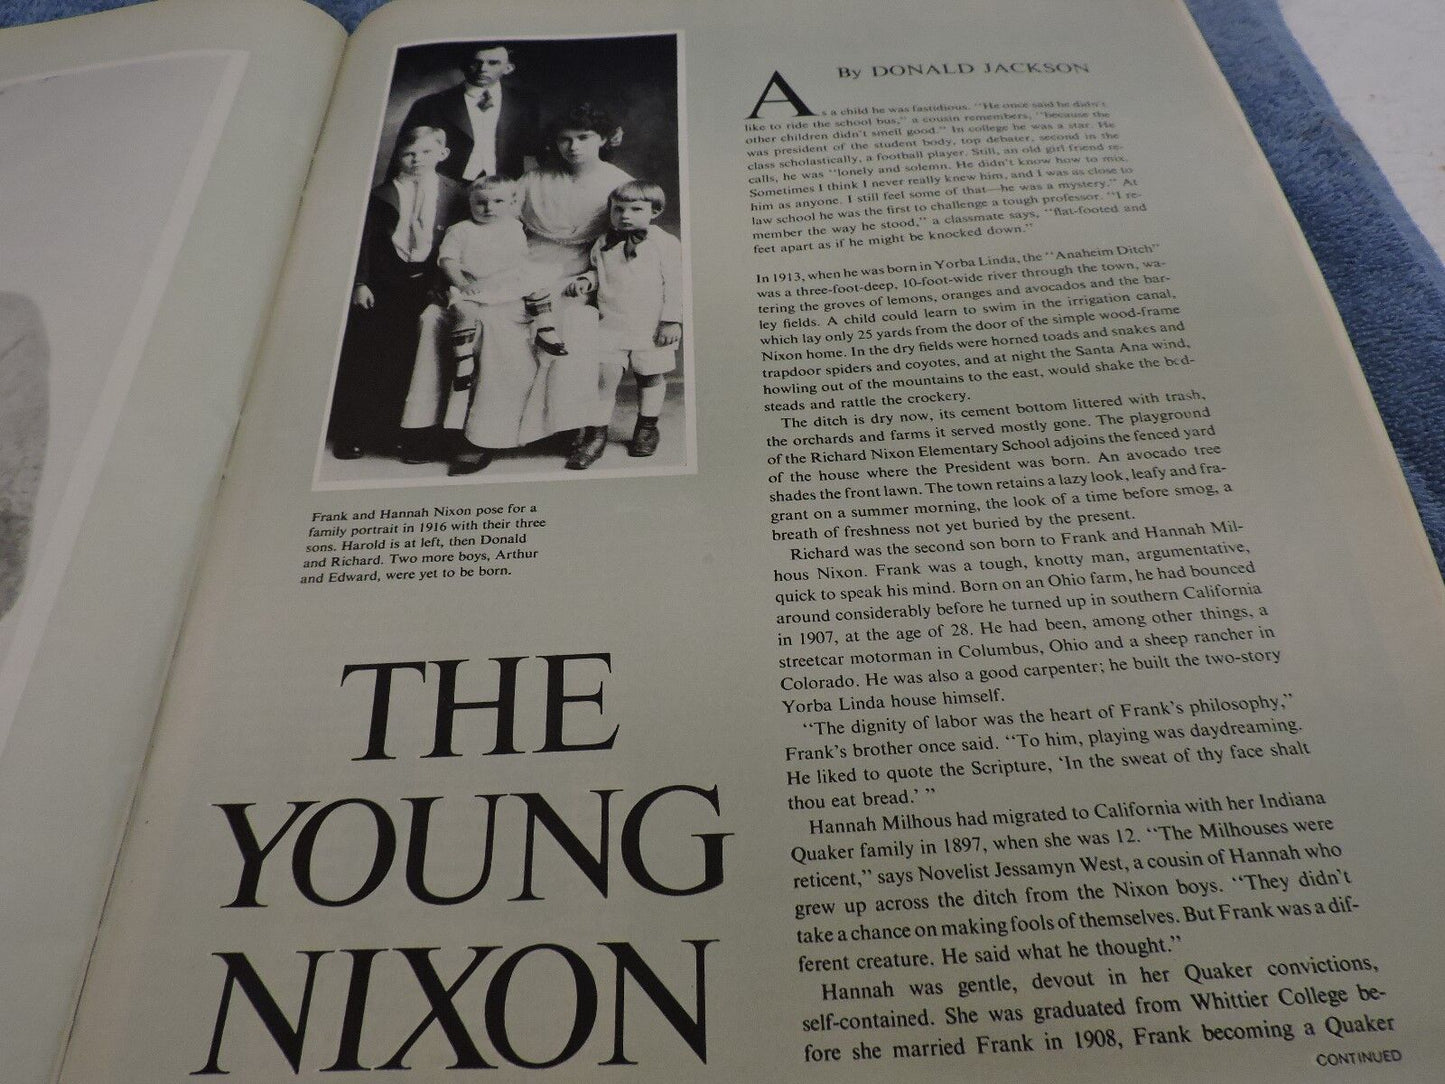 Frank and Hannah Nixon pose for a
family portrait in 1916 with their three
sons. Harold is at left, then Donald
and Richard. Two more boys, Arthur
and Edward, were yet to be born.
THE
YOUNG
NIXON
By DONALD JACKSON
As a child he was fastidious. "He once said he didn't
like to ride the school bus," a cousin remembers, "because the
other children didn't smell good." In college he was a star. He
was president of the student body, top debater, second in the
class scholastically, a football player. Still, an old girl friend re-
calls, he was "lonely and solemn. He didn't know how to mix.
Sometimes I think I never really knew him, and I was as close to
him as anyone. I still feel some of that—he was a mystery." At
law school he was the first to challenge a tough professor. "I re-
member the way he stood," a classmate says, "flat-footed and
feet apart as if he might be knocked down."
In 1913, when he was born in Yorba Linda, the "Anaheim Ditch"
was a three-foot-deep, 10-foot-wide river through the town, wa-
tering the groves of lemons, oranges and avocados and the bar-
ley fields. A child could learn to swim in the irrigation canal,
which lay only 25 yards from the door of the simple wood-frame
Nixon home. In the dry fields were horned toads and snakes and
trapdoor spiders and coyotes, and at night the Santa Ana wind,
howling out of the mountains to the east, would shake the bed-
steads and rattle the crockery.
The ditch is dry now, its cement bottom littered with trash,
the orchards and farms it served mostly gone. The playground
of the Richard Nixon Elementary School adjoins the fenced yard
of the house where the President was born. An avocado tree
shades the front lawn. The town retains a lazy look, leafy and fra-
grant on a summer morning, the look of a time before smog, a
breath of freshness not yet buried by the present.
Richard was the second son born to Frank and Hannah Mil-
hous Nixon. Frank was a tough, knotty man, argumentative,
quick to speak his mind. Born on an Ohio farm, he had bounced
around considerably before he turned up in southern California
in 1907, at the age of 28. He had been, among other things, a
streetcar motorman in Columbus, Ohio and a sheep rancher in
Colorado. He was also a good carpenter; he built the two-story
Yorba Linda house himself.
"The dignity of labor was the heart of Frank's philosophy,"
Frank's brother once said. "To him, playing was daydreaming.
He liked to quote the Scripture, 'In the sweat of thy face shalt
thou eat bread.' "
Hannah Milhous had migrated to California with her Indiana
Quaker family in 1897, when she was 12. "The Milhouses were
reticent," says Novelist Jessamyn West, a cousin of Hannah who
grew up across the ditch from the Nixon boys. "They didn't
take a chance on making fools of themselves. But Frank was a dif-
ferent creature. He said what he thought."
Hannah was gentle, devout in her Quaker convictions,
self-contained. She was graduated from Whittier College be-
fore she married Frank in 1908, Frank becoming a Quaker
CONTINUED